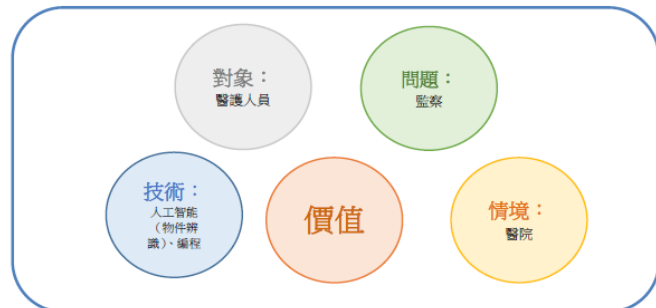 對象：
醫護人員
問題：
監察
技術：
人工智能
（物件辨
識）、編程
價值
情境：
醫院